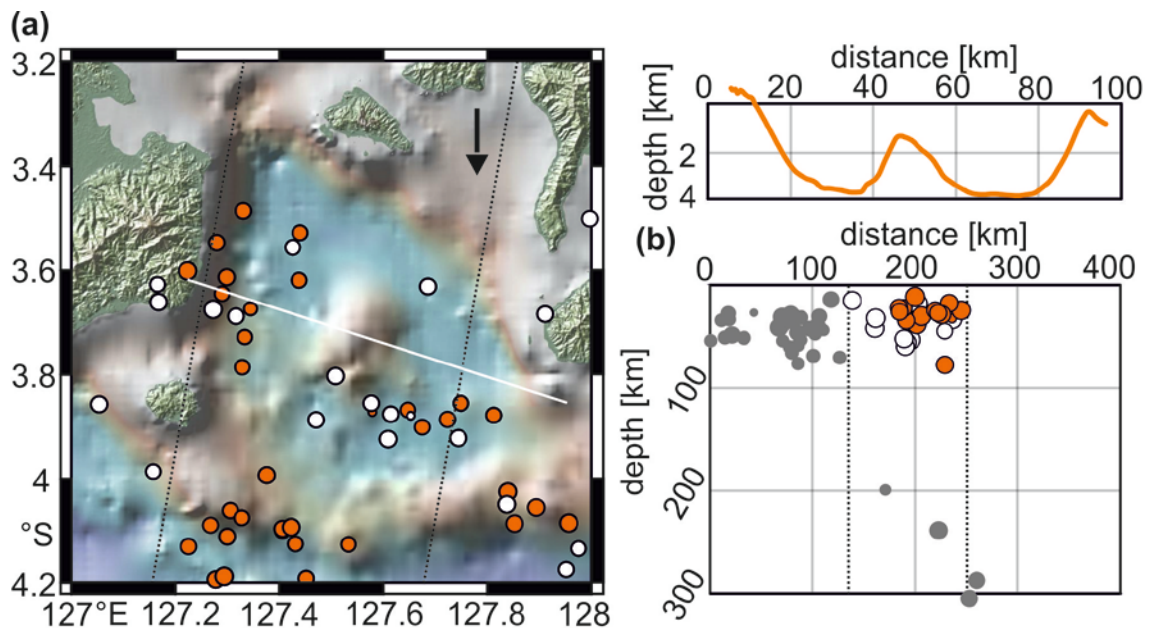 (a)
3.2
3.4
3.6
3.8
4
°S
4.2
127°E 127.2 127.4 127.6 127.8 128
distance [km]
0 20 40 60 80 100
depth [km]
2
4
(b)
distance [km]
0 100 200 300 400
depth [km]
100
200
300